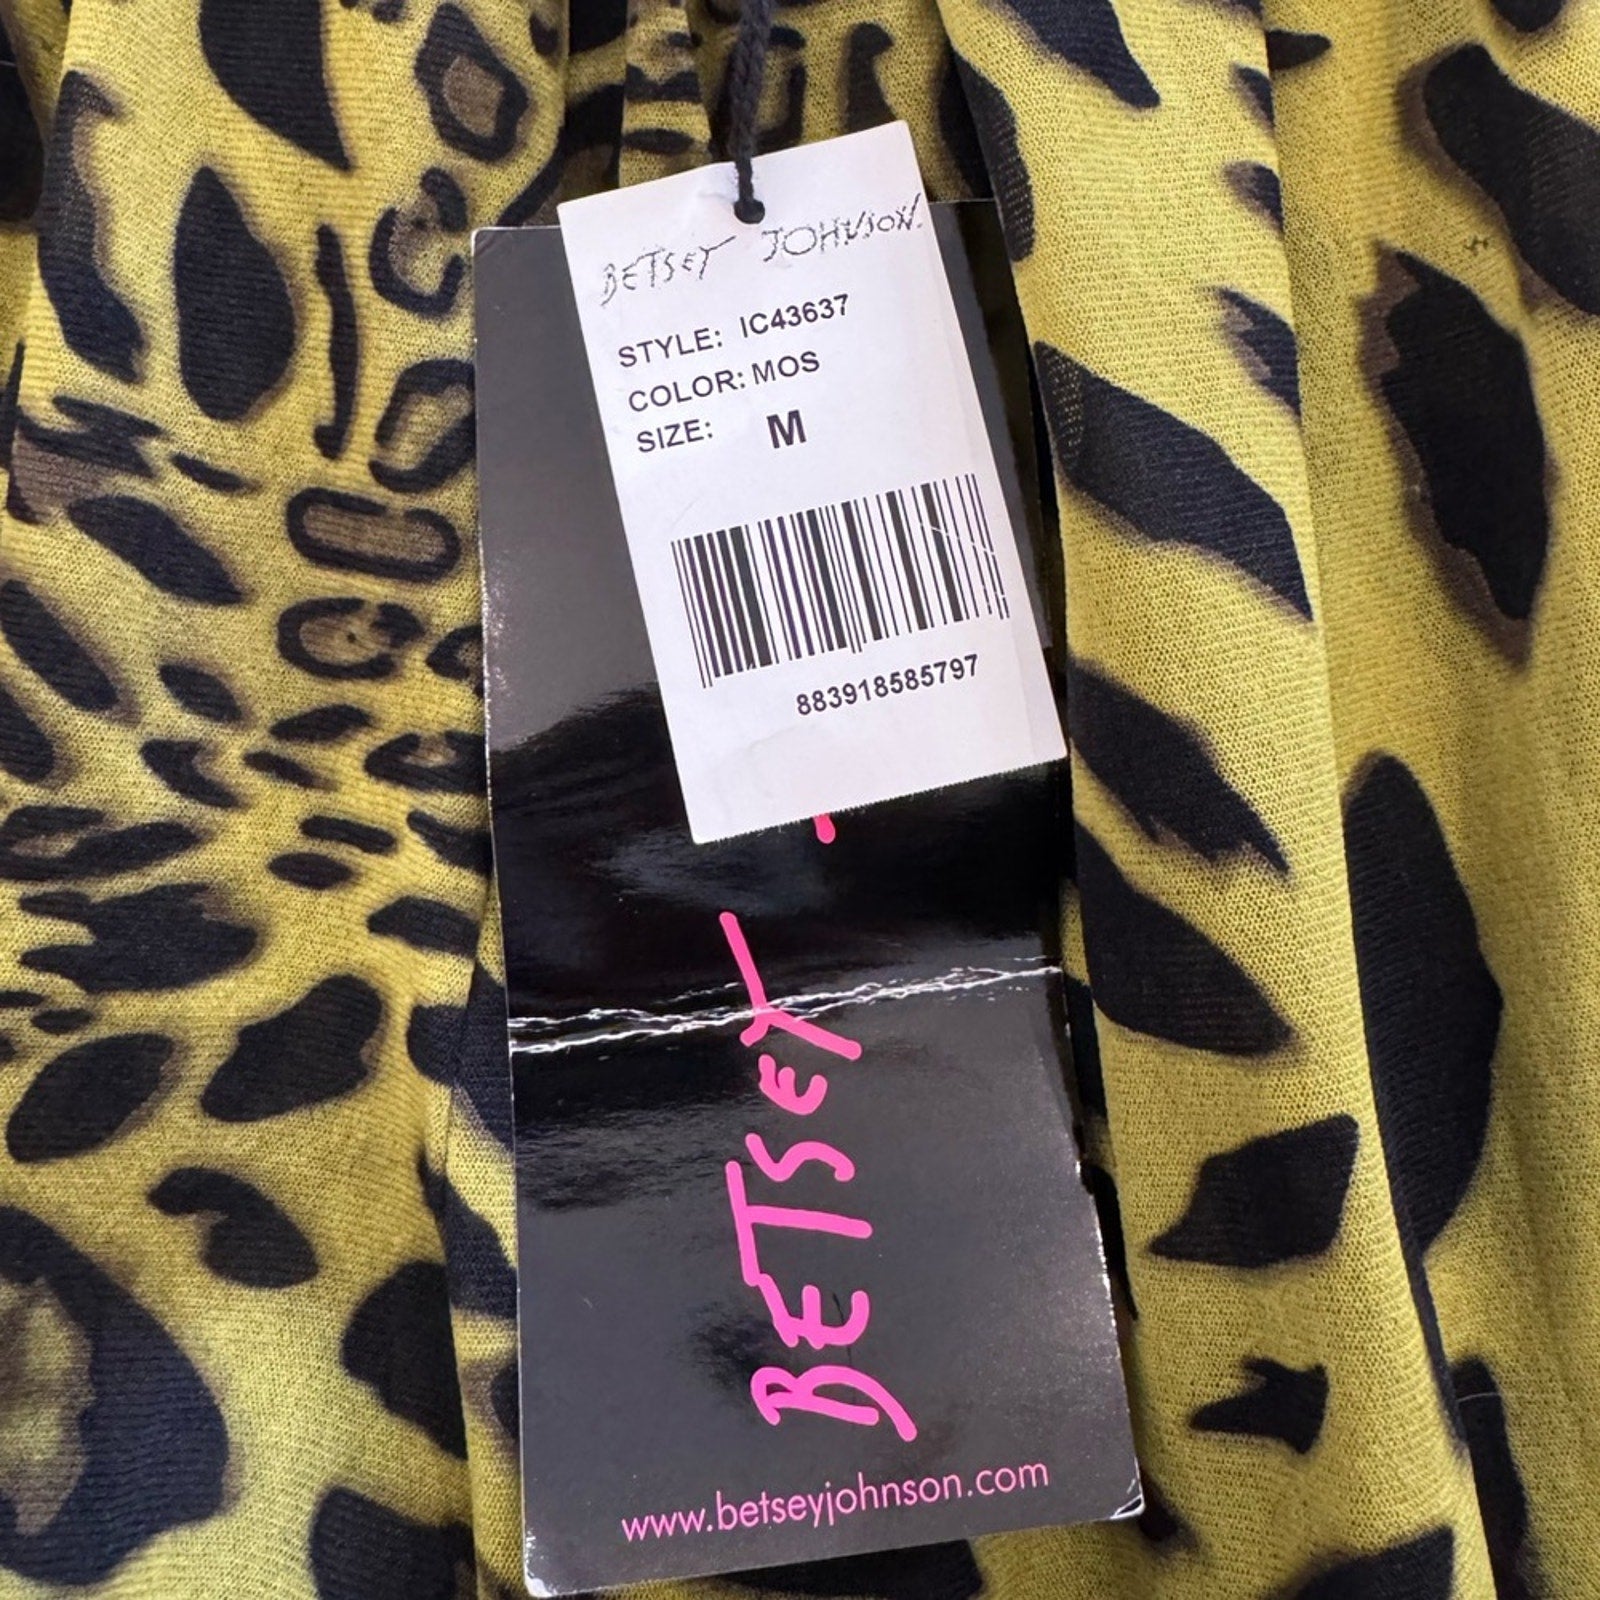 BETSEY JOHNSON.
STYLE: IC43637
COLOR: MOS
SIZE: M
883918585797
BETSEY
www.betseyjohnson.com